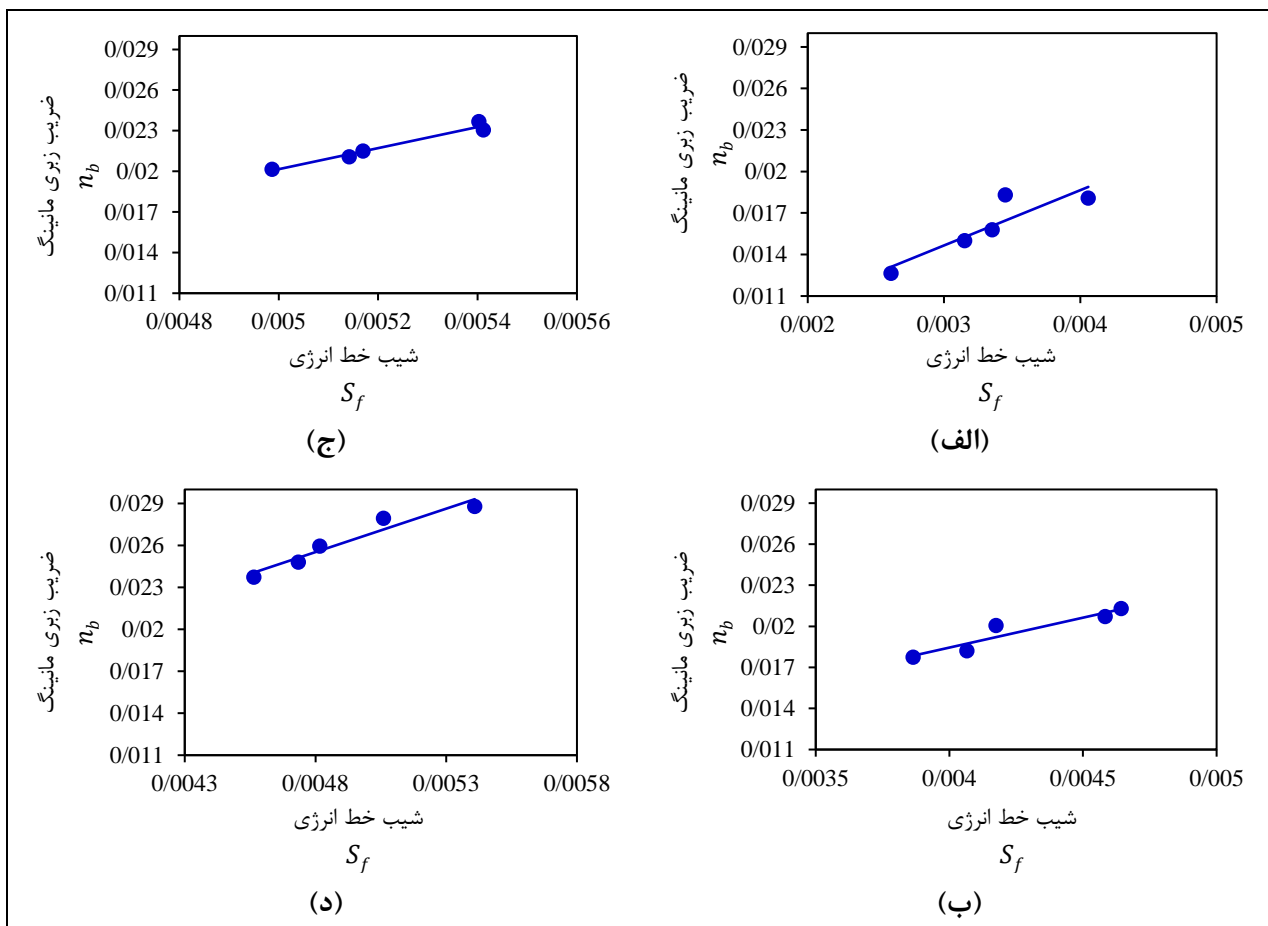 ضریب زبری مانینگ
n_b
0/029
0/026
0/023
0/02
0/017
0/014
0/011
0/002 0/003 0/004 0/005
شیب خط انرژی
S_f
(الف)
ضریب زبری مانینگ
n_b
0/029
0/026
0/023
0/02
0/017
0/014
0/011
0/0048 0/005 0/0052 0/0054 0/0056
شیب خط انرژی
S_f
(ج)
ضریب زبری مانینگ
n_b
0/029
0/026
0/023
0/02
0/017
0/014
0/011
0/0035 0/004 0/0045 0/005
شیب خط انرژی
S_f
(ب)
ضریب زبری مانینگ
n_b
0/029
0/026
0/023
0/02
0/017
0/014
0/011
0/0043 0/0048 0/0053 0/0058
شیب خط انرژی
S_f
(د)